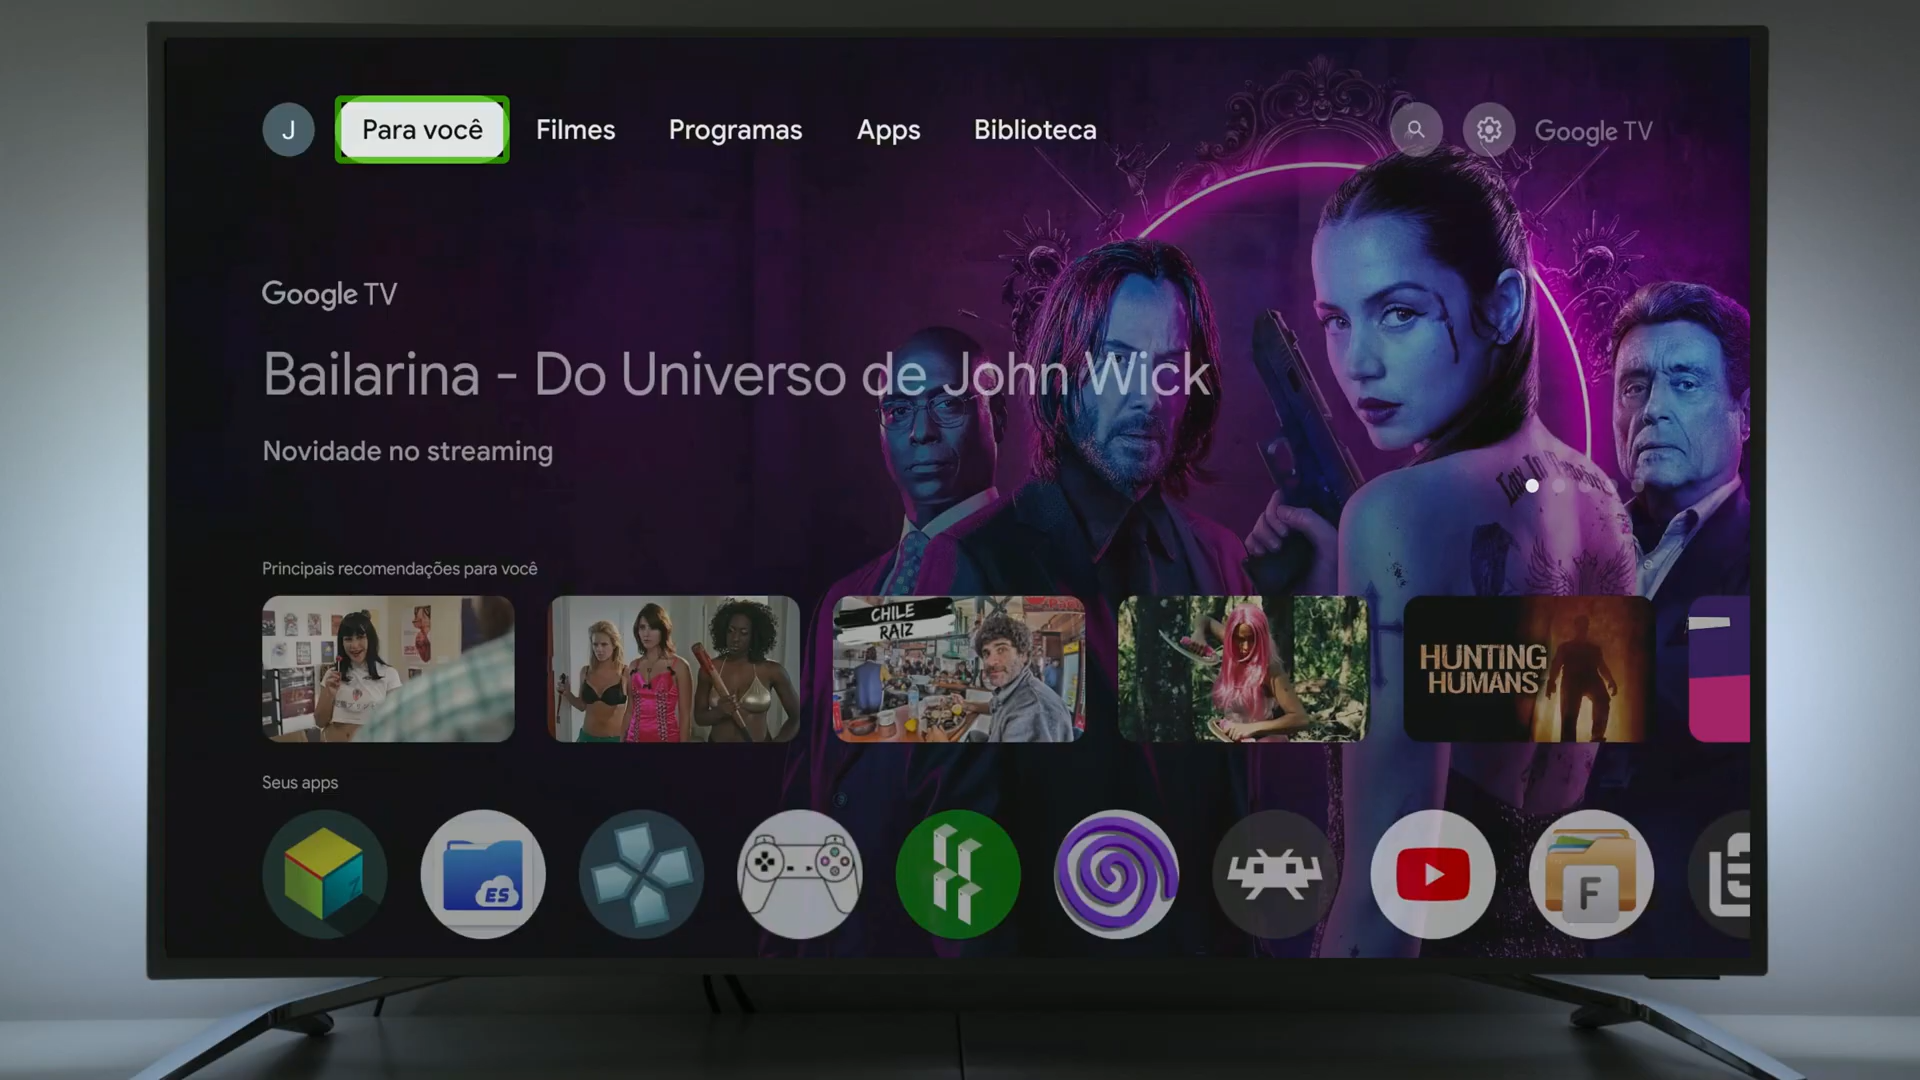 J
Para você
Filmes
Programas
Apps
Biblioteca
Google TV
Google TV
Bailarina - Do Universo de John Wick
Novidade no streaming
Principais recomendações para você
CHILE
RAIZ
HUNTING
HUMANS
Seus apps
Z
ES
F